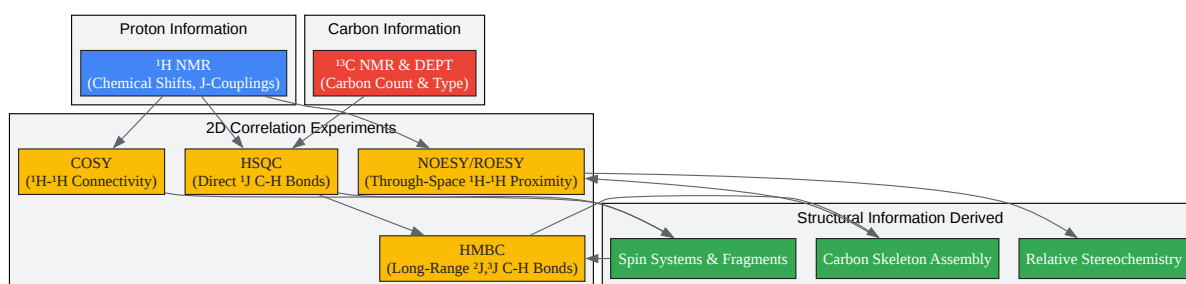 Proton Information
Carbon Information
¹H NMR
(Chemical Shifts, J-Couplings)
¹³C NMR & DEPT
(Carbon Count & Type)
2D Correlation Experiments
COSY
(¹H-¹H Connectivity)
HSQC
(Direct ¹J C-H Bonds)
NOESY/ROESY
(Through-Space ¹H-¹H Proximity)
HMBC
(Long-Range ²J,³J C-H Bonds)
Structural Information Derived
Spin Systems & Fragments
Carbon Skeleton Assembly
Relative Stereochemistry